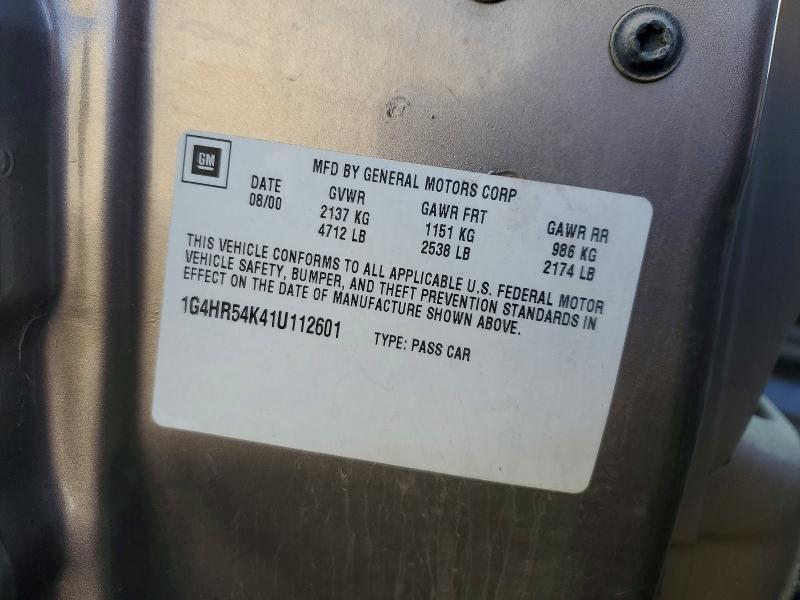 GM
MFD BY GENERAL MOTORS CORP
DATE GVWR GAWR FRT GAWR RR
08/00 2137 KG 1151 KG 986 KG
4712 LB 2538 LB 2174 LB
THIS VEHICLE CONFORMS TO ALL APPLICABLE U.S. FEDERAL MOTOR
VEHICLE SAFETY, BUMPER, AND THEFT PREVENTION STANDARDS IN
EFFECT ON THE DATE OF MANUFACTURE SHOWN ABOVE.
1G4HR54K41U112601 TYPE: PASS CAR